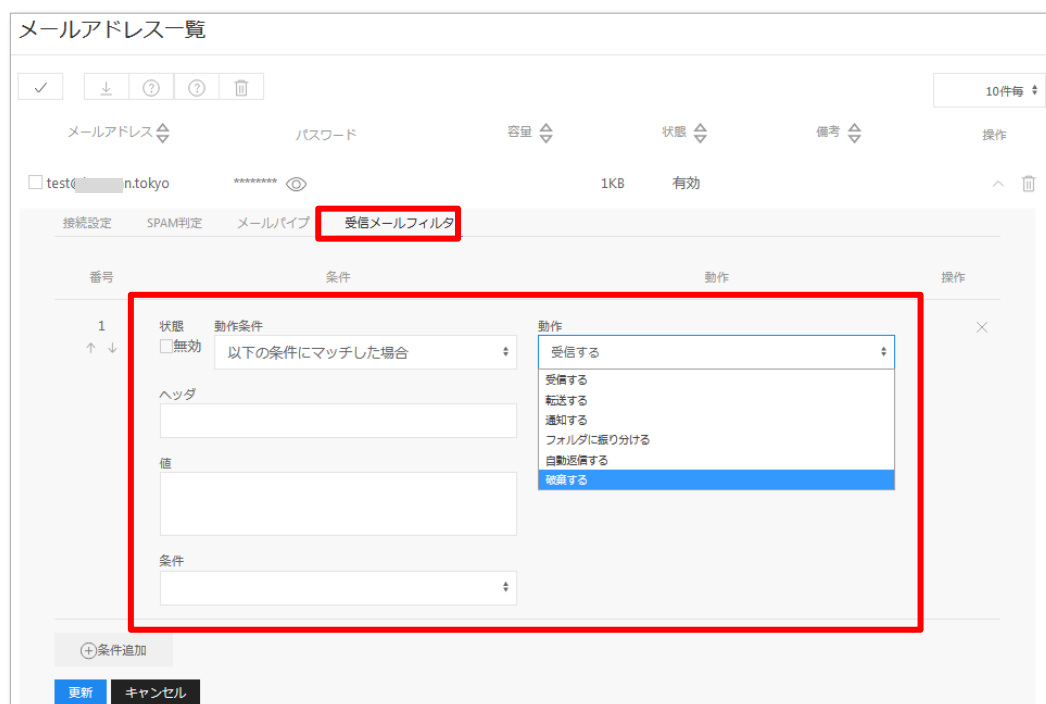 メールアドレス一覧
10件毎
メールアドレス パスワード 容量 状態 備考 操作
test@ n.tokyo ******** 1KB 有効
接続設定 SPAM判定 メールパイプ 受信メールフィルタ
番号 条件 動作 操作
1 状態 動作条件 動作
無効 以下の条件にマッチした場合 受信する
受信する
ヘッダ 転送する
通知する
フォルダに振り分ける
値 自動返信する
破棄する
条件
条件追加
更新 キャンセル